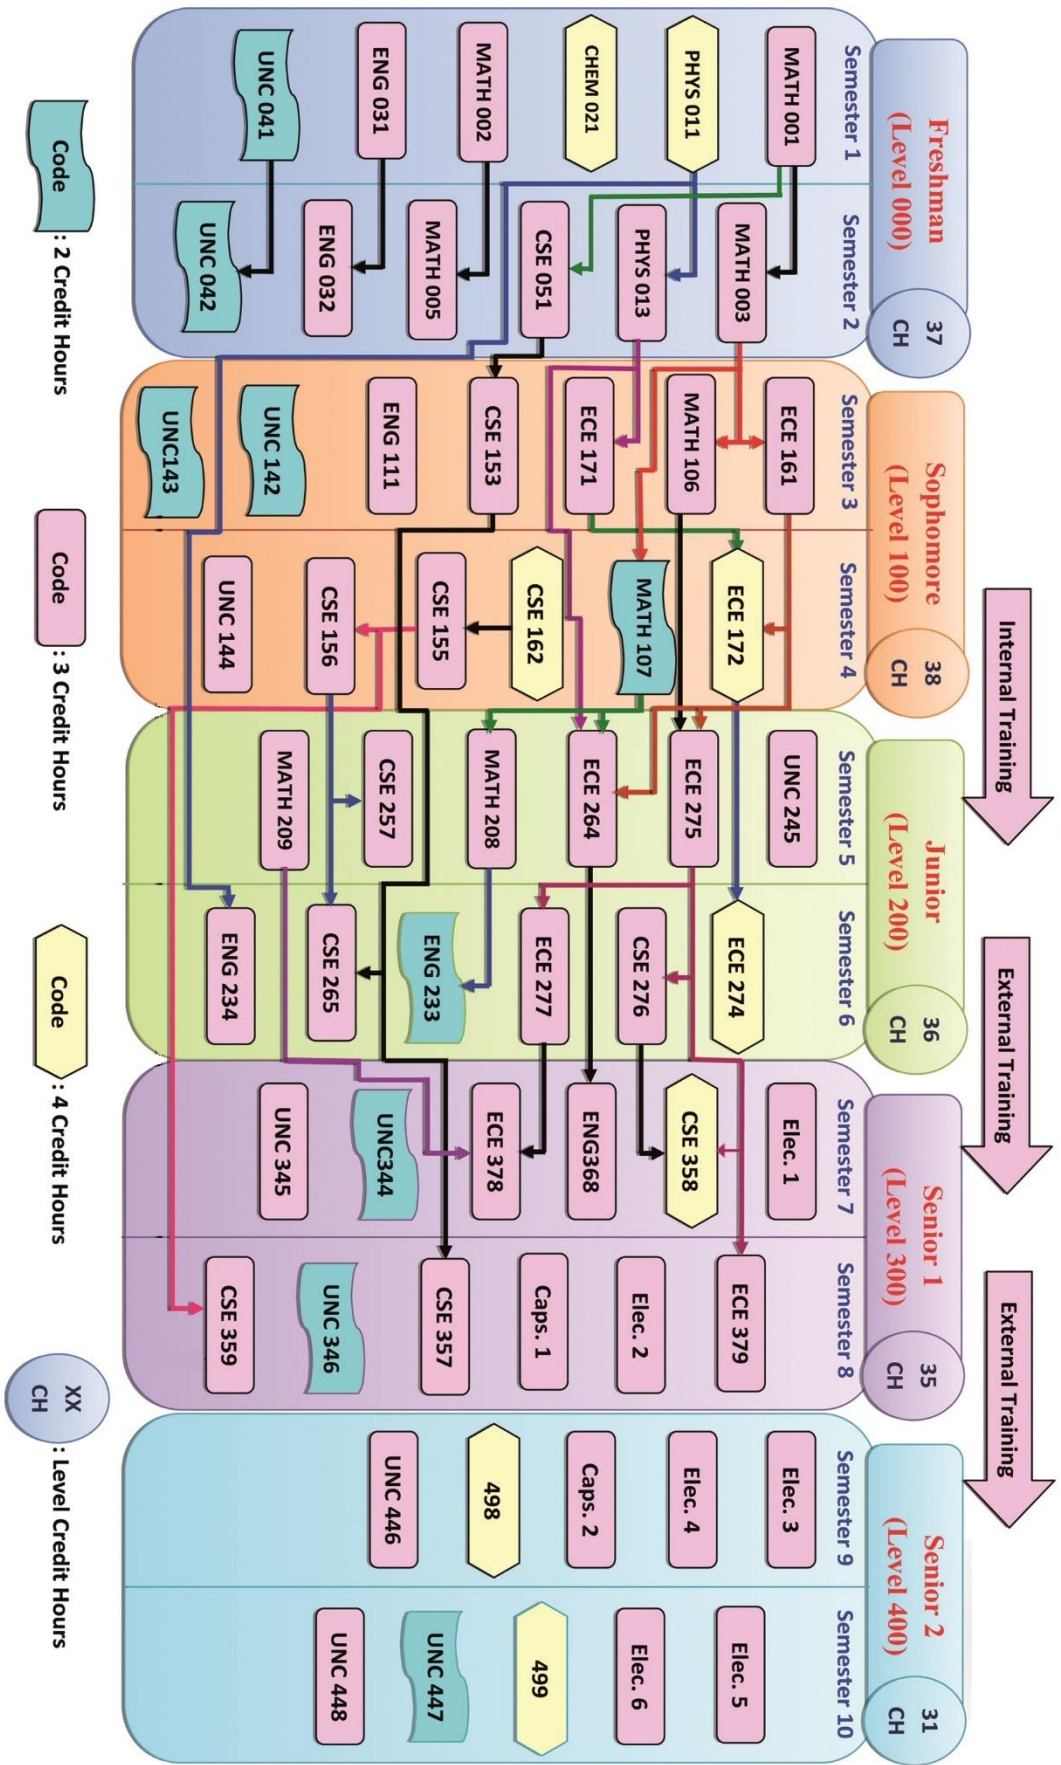 Internal Training
External Training
External Training
Freshman
(Level 000)
37
CH
Sophomore
(Level 100)
38
CH
Junior
(Level 200)
36
CH
Senior 1
(Level 300)
35
CH
Senior 2
(Level 400)
31
CH
Semester 1
MATH 001
PHYS 011
CHEM 021
MATH 002
ENG 031
UNC 041
Semester 2
MATH 003
PHYS 013
CSE 051
MATH 005
ENG 032
UNC 042
Semester 3
ECE 161
MATH 106
ECE 171
CSE 153
ENG 111
UNC 142
UNC143
Semester 4
ECE 172
MATH 107
CSE 162
CSE 155
CSE 156
UNC 144
Semester 5
UNC 245
ECE 275
ECE 264
MATH 208
CSE 257
MATH 209
Semester 6
ECE 274
CSE 276
ECE 277
ENG 233
CSE 265
ENG 234
Semester 7
Elec. 1
CSE 358
ENG368
ECE 378
UNC344
UNC 345
Semester 8
ECE 379
Elec. 2
Caps. 1
CSE 357
UNC 346
CSE 359
Semester 9
Elec. 3
Elec. 4
Caps. 2
498
UNC 446
Semester 10
Elec. 5
Elec. 6
499
UNC 447
UNC 448
Code : 2 Credit Hours
Code : 3 Credit Hours
Code : 4 Credit Hours
XX
CH : Level Credit Hours